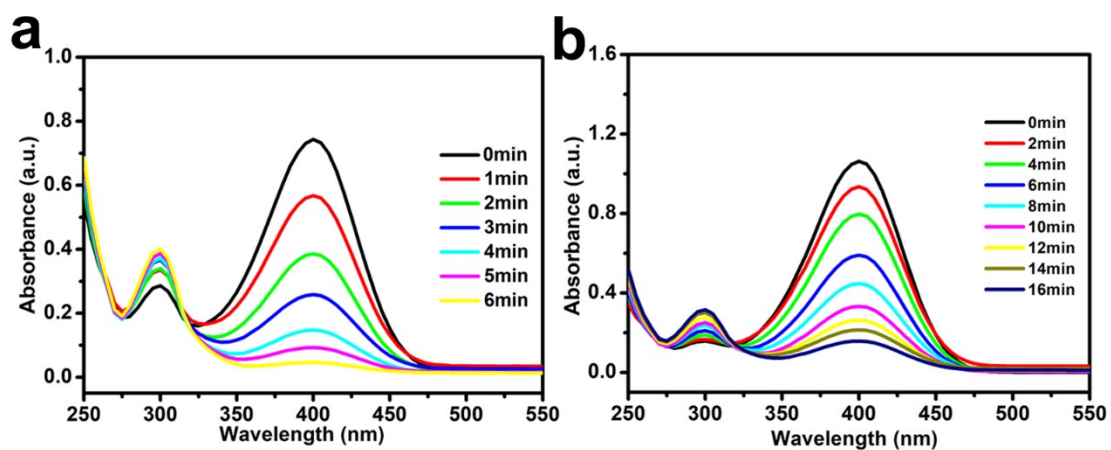 a
1.0
0.8
0.6
0.4
0.2
0.0
Absorbance (a.u.)
250 300 350 400 450 500 550
Wavelength (nm)
0min
1min
2min
3min
4min
5min
6min
b
1.6
1.2
0.8
0.4
0.0
Absorbance (a.u.)
250 300 350 400 450 500 550
Wavelength (nm)
0min
2min
4min
6min
8min
10min
12min
14min
16min